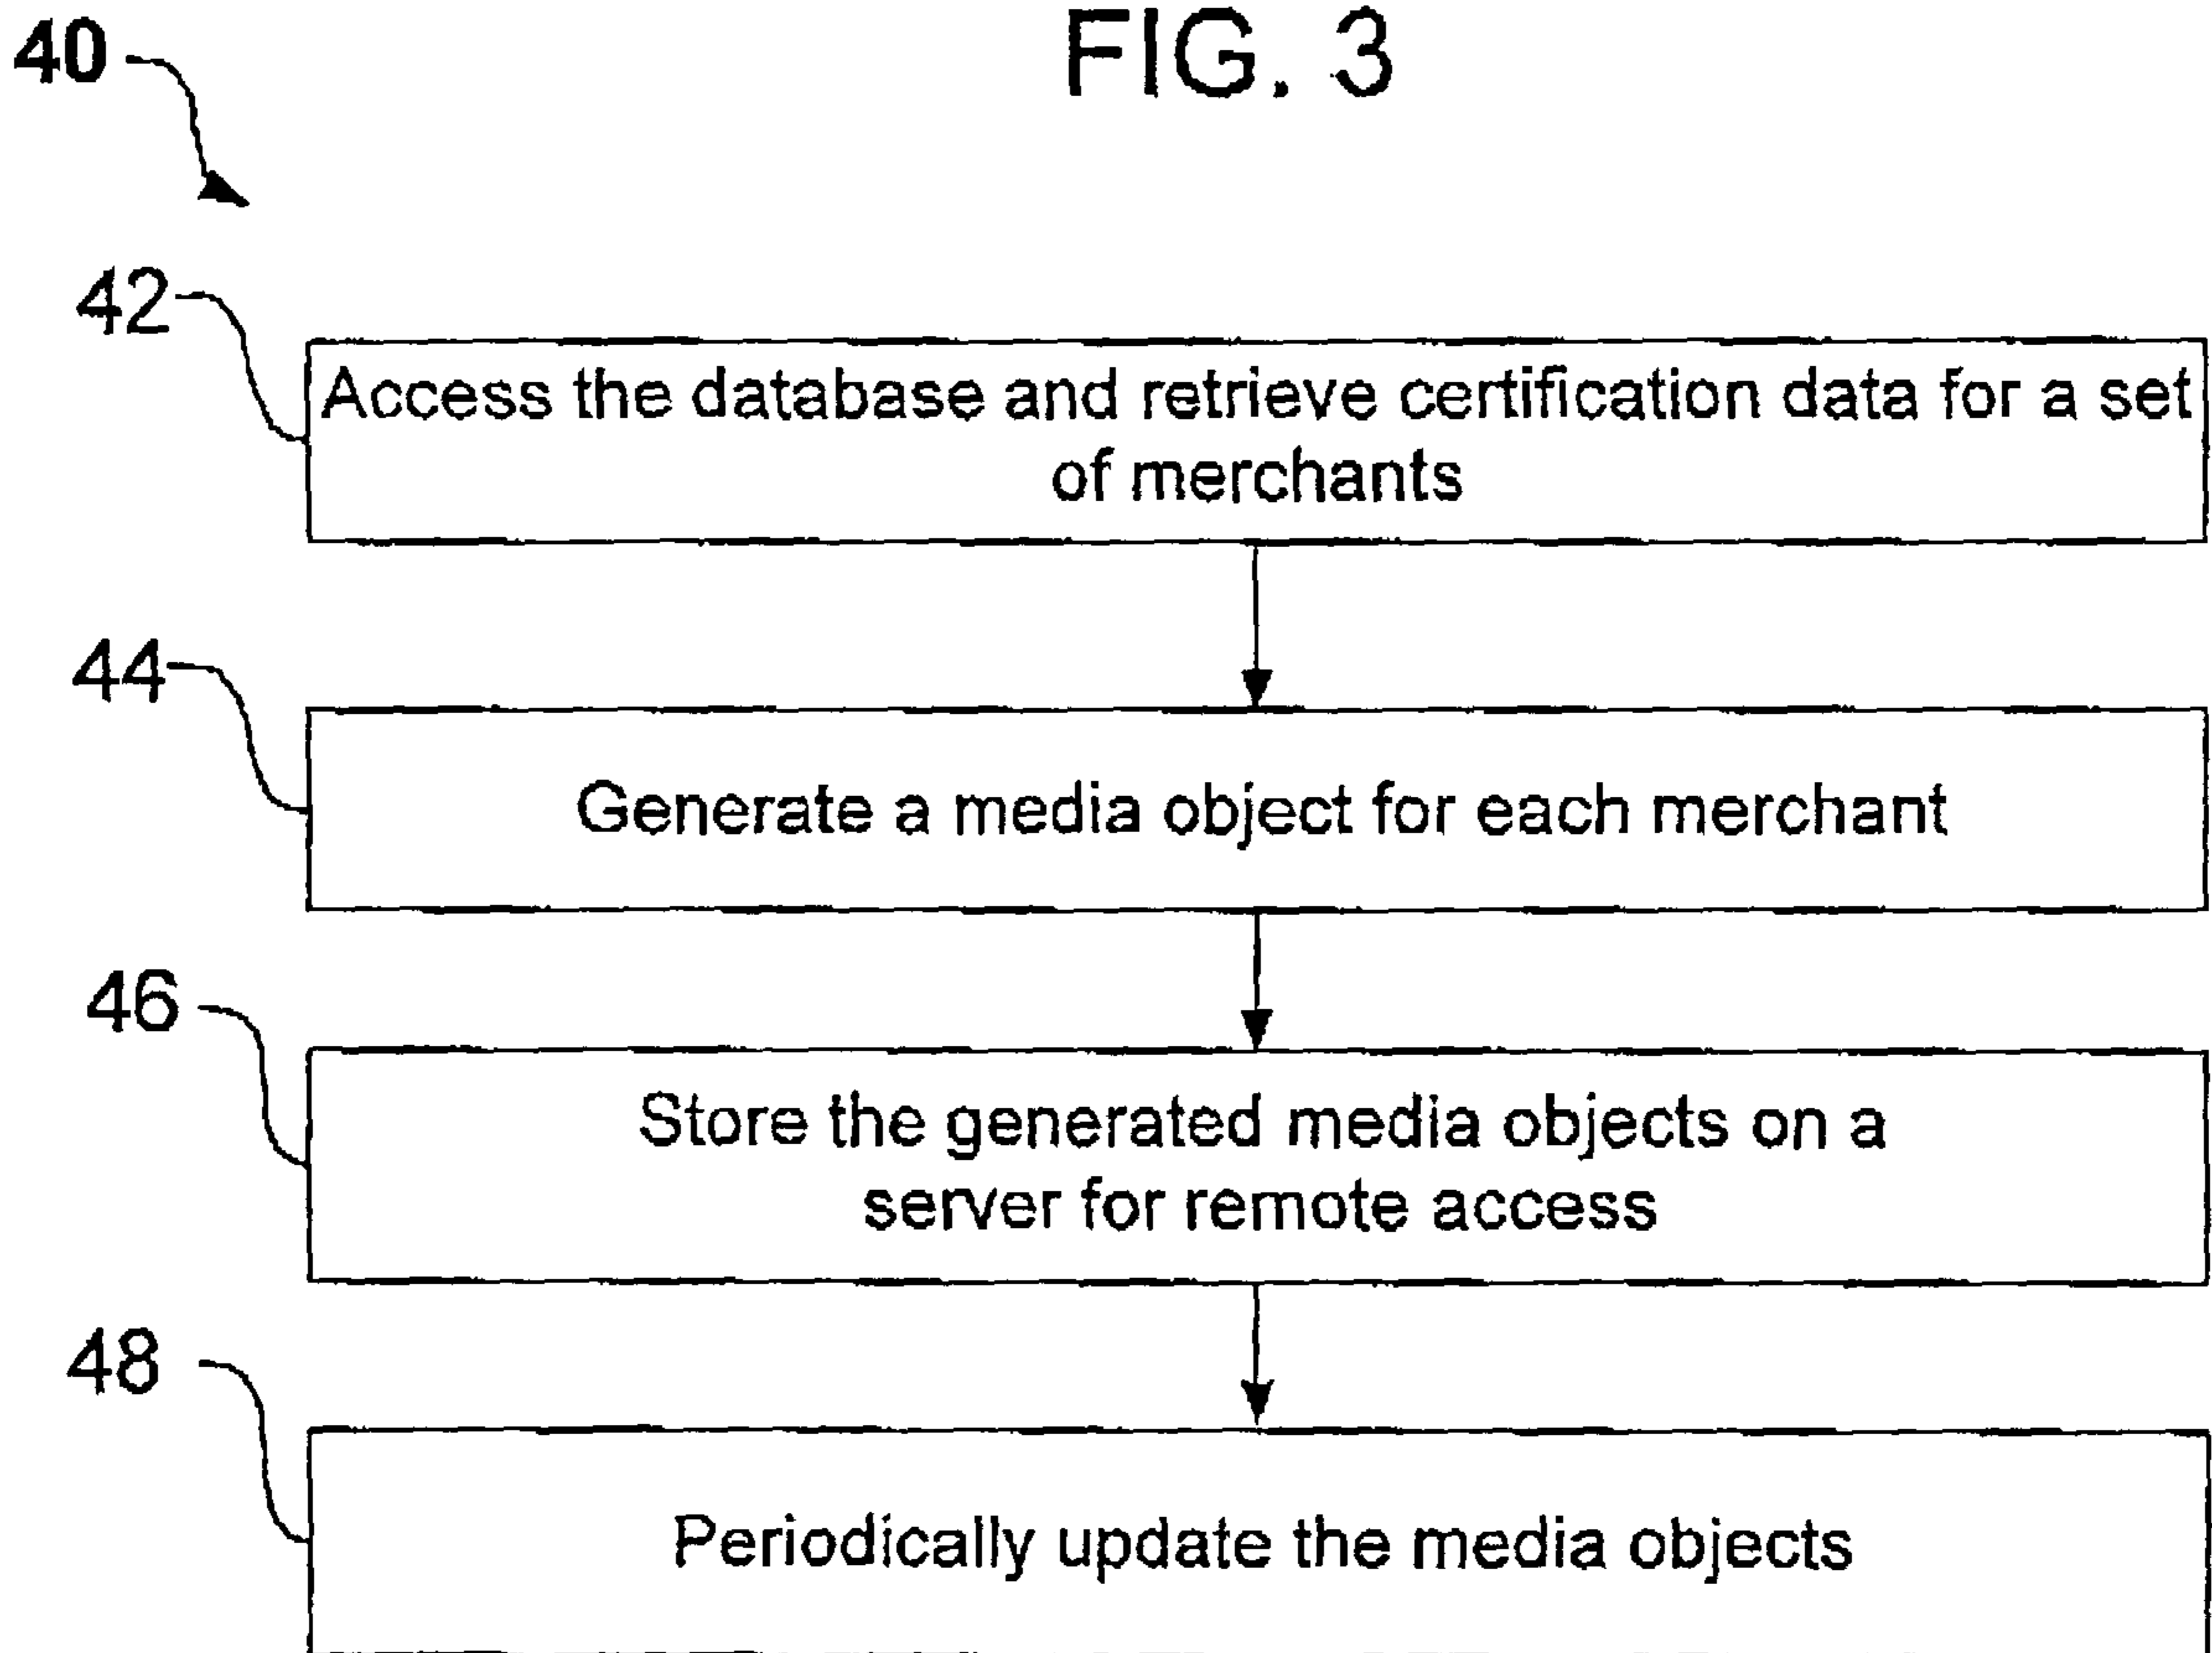 FIG. 3
40
42
Access the database and retrieve certification data for a set
of merchants
44
Generate a media object for each merchant
46
Store the generated media objects on a
server for remote access
48
Periodically update the media objects